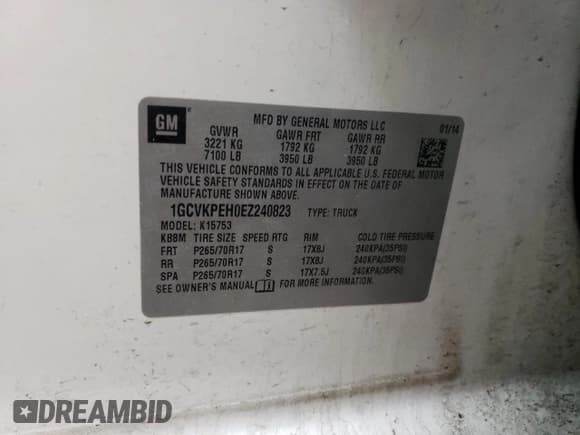 GM
MFD BY GENERAL MOTORS LLC
01/14
GVWR GAWR FRT GAWR RR
3221 KG 1792 KG 1792 KG
7100 LB 3950 LB 3950 LB
THIS VEHICLE CONFORMS TO ALL APPLICABLE U.S. FEDERAL MOTOR
VEHICLE SAFETY STANDARDS IN EFFECT ON THE DATE OF
MANUFACTURE SHOWN ABOVE.
1GCVKPEH0EZ240823 TYPE: TRUCK
MODEL: K15753
KBBM TIRE SIZE SPEED RTG RIM COLD TIRE PRESSURE
FRT P265/70R17 S 17X8J 240KPA(35PSI)
RR P265/70R17 S 17X8J 240KPA(35PSI)
SPA P265/70R17 S 17X7.5J 240KPA(35PSI)
SEE OWNER'S MANUAL FOR MORE INFORMATION.
DREAMBID